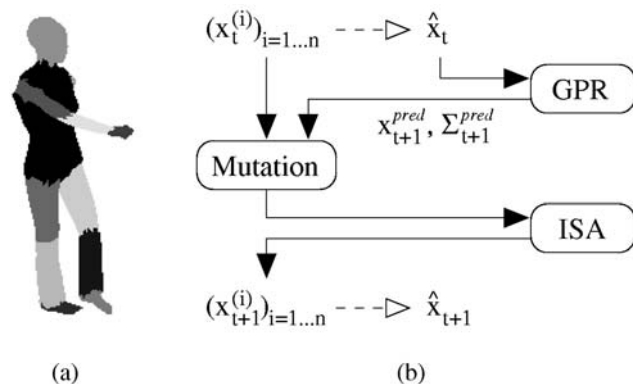 (x_t^(i))_i=1...n x̂_t
GPR
x_t+1^pred, Σ_t+1^pred
Mutation
ISA
(x_t+1^(i))_i=1...n x̂_t+1
(a) (b)